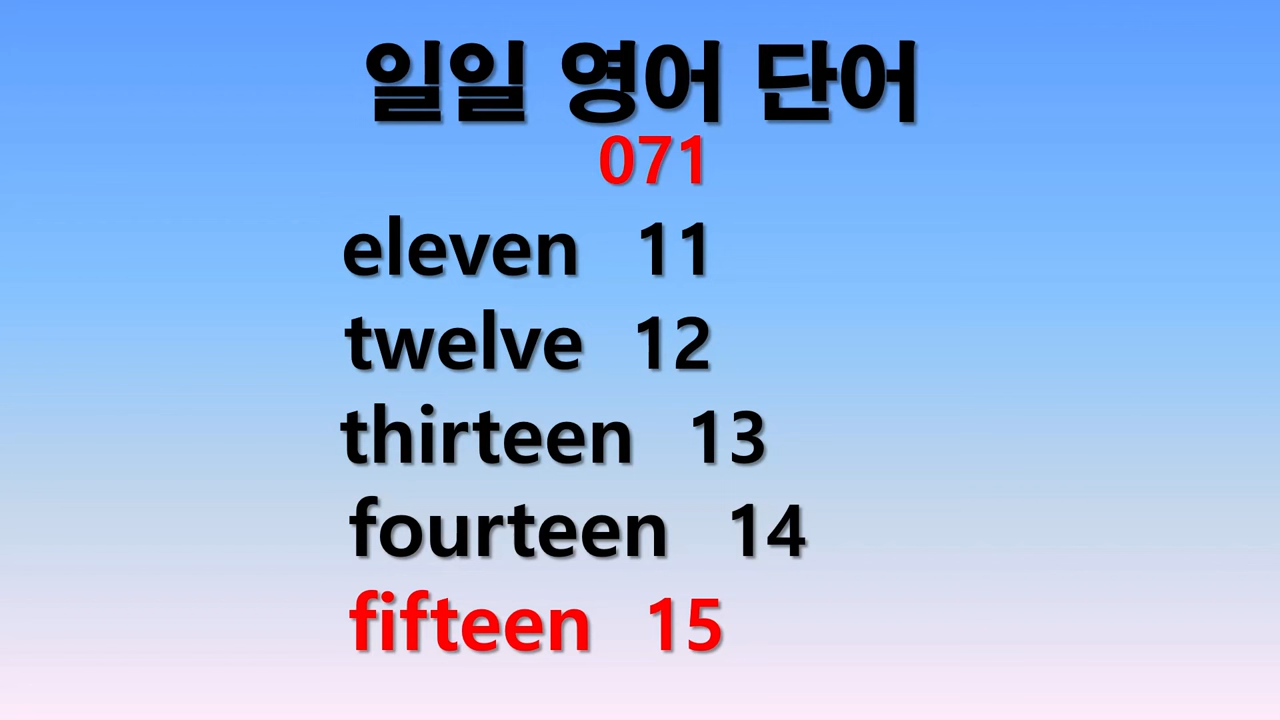 일일 영어 단어
071
eleven 11
twelve 12
thirteen 13
fourteen 14
fifteen 15